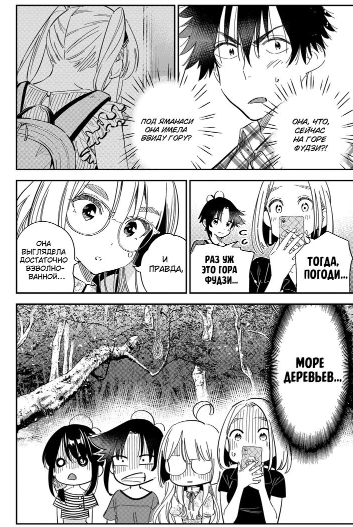 ОНА, ЧТО,
СЕЙЧАС
НА ГОРЕ
ФУДЗИ?!
ПОД ЯМАНАСИ
ОНА ИМЕЛА
ВВИДУ ГОРУ?
ТОГДА,
ПОГОДИ...
РАЗ УЖ
ЭТО ГОРА
ФУДЗИ...
И
ПРАВДА,
ОНА
ВЫГЛЯДЕЛА
ДОСТАТОЧНО
ВЗВОЛНО-
ВАННОЙ...
МОРЕ
ДЕРЕВЬЕВ...